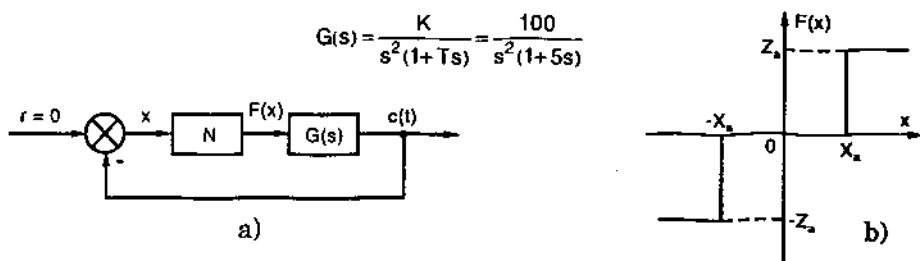 G(s) = K / s²(1+Ts) = 100 / s²(1+5s)
r = 0
x
N
F(x)
G(s)
c(t)
-
a)
F(x)
Zₐ
-Xₐ
0
Xₐ
x
-Zₐ
b)